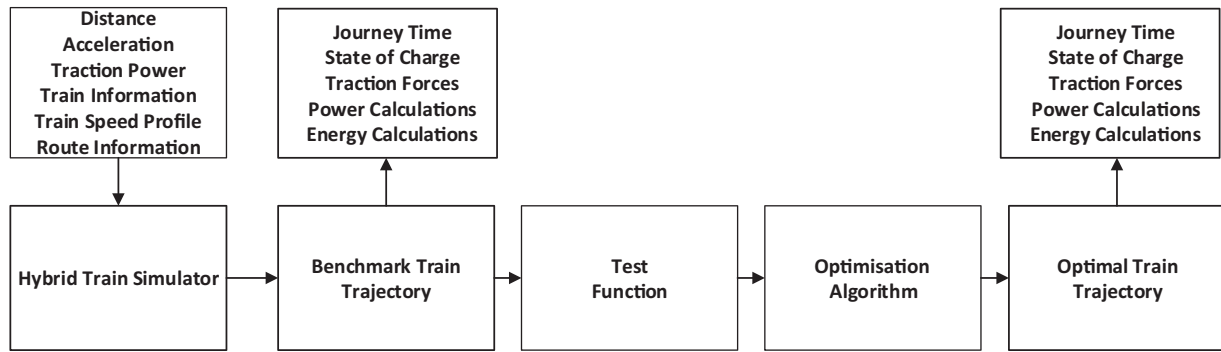 Distance
Acceleration
Traction Power
Train Information
Train Speed Profile
Route Information
Journey Time
State of Charge
Traction Forces
Power Calculations
Energy Calculations
Journey Time
State of Charge
Traction Forces
Power Calculations
Energy Calculations
Hybrid Train Simulator
Benchmark Train
Trajectory
Test
Function
Optimisation
Algorithm
Optimal Train
Trajectory